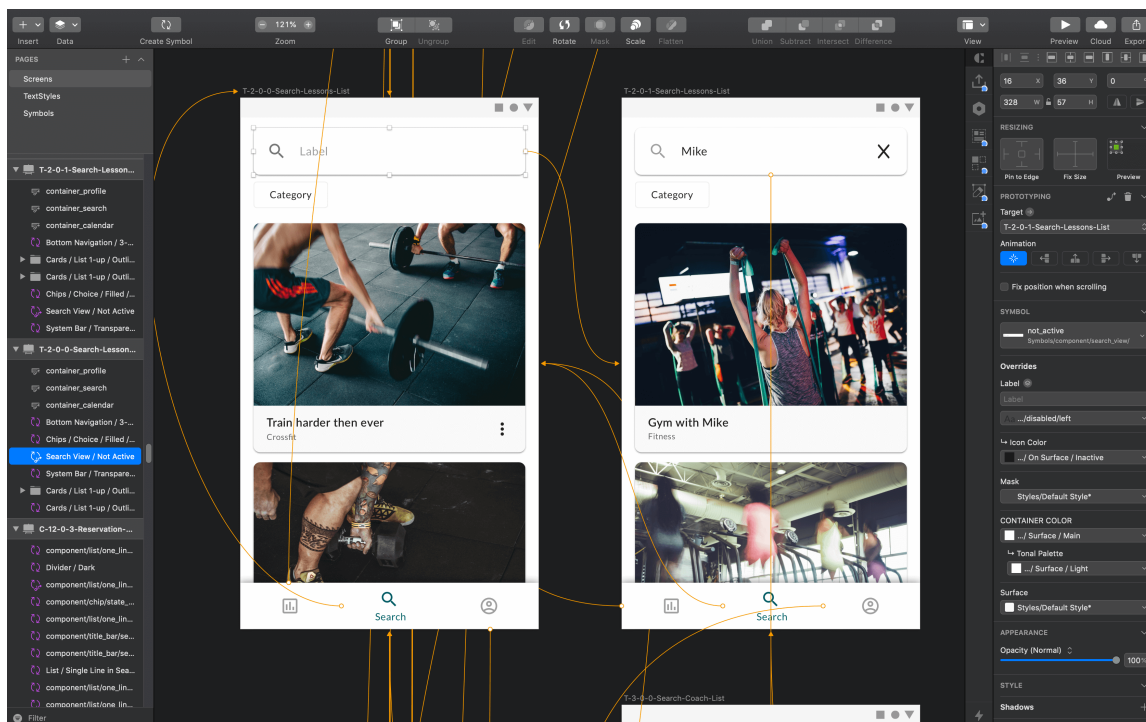 Insert
Data
Create Symbol
121%
Zoom
Group
Ungroup
Edit
Rotate
Mask
Scale
Flatten
Union
Subtract
Intersect
Difference
View
Preview
Cloud
Export
PAGES
Screens
TextStyles
Symbols
T-2-0-1-Search-Lesson...
container_profile
container_search
container_calendar
Bottom Navigation / 3-...
Cards / List 1-up / Outli...
Cards / List 1-up / Outli...
Chips / Choice / Filled /...
Search View / Not Active
System Bar / Transpare...
T-2-0-0-Search-Lesson...
container_profile
container_search
container_calendar
Bottom Navigation / 3-...
Chips / Choice / Filled /...
Search View / Not Active
System Bar / Transpare...
Cards / List 1-up / Outli...
Cards / List 1-up / Outli...
C-12-0-3-Reservation-...
component/list/one_lin...
Divider / Dark
component/list/one_lin...
component/chip/state_...
component/list/one_lin...
component/title_bar/se...
component/title_bar/se...
List / Single Line in Sea...
component/list/one_lin...
component/list/one_lin...
Filter
T-2-0-0-Search-Lessons-List
Label
Category
Train harder then ever
Crossfit
Search
T-2-0-1-Search-Lessons-List
Mike
Category
Gym with Mike
Fitness
Search
T-3-0-0-Search-Coach-List
16 X 36 Y 0
328 W 57 H
RESIZING
Pin to Edge
Fix Size
Preview
PROTOTYPING
Target
T-2-0-1-Search-Lessons-List
Animation
Fix position when scrolling
SYMBOL
not_active
Symbols/component/search_view/
Overrides
Label
Label
.../disabled/left
↳ Icon Color
.../ On Surface / Inactive
Mask
Styles/Default Style*
CONTAINER COLOR
.../ Surface / Main
↳ Tonal Palette
.../ Surface / Light
Surface
Styles/Default Style*
APPEARANCE
Opacity (Normal)
100%
STYLE
Shadows